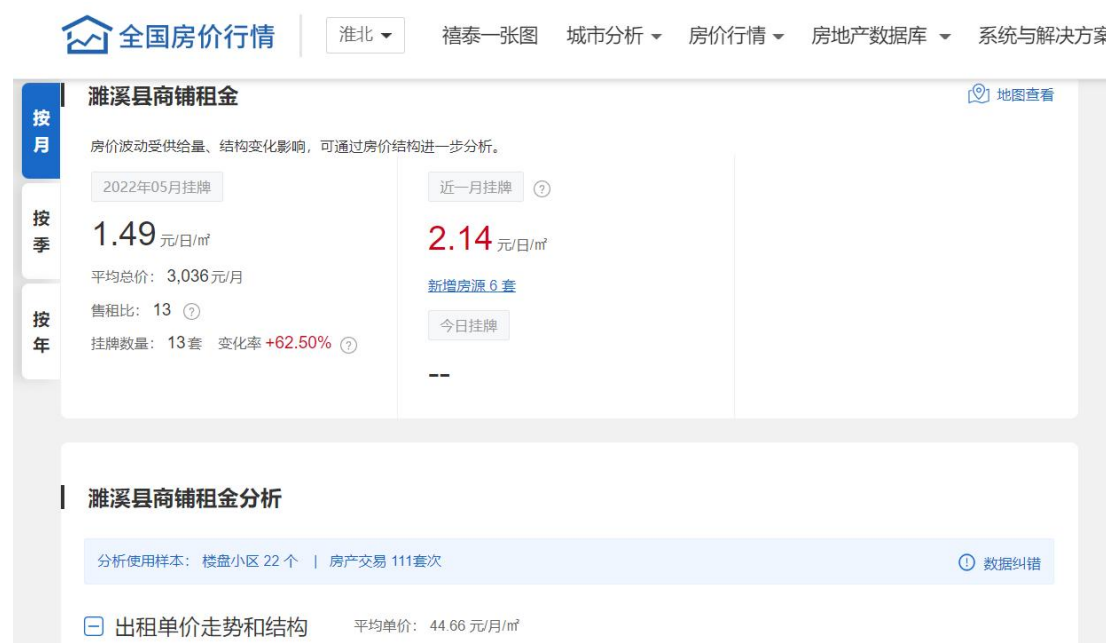 全国房价行情
淮北
禧泰一张图
城市分析
房价行情
房地产数据库
系统与解决方案
按月
按季
按年
濉溪县商铺租金
地图查看
房价波动受供给量、结构变化影响，可通过房价结构进一步分析。
2022年05月挂牌
1.49 元/日/㎡
平均总价： 3,036 元/月
售租比： 13 ?
挂牌数量： 13 套 变化率 +62.50% ?
近一月挂牌 ?
2.14 元/日/㎡
新增房源 6 套
今日挂牌
--
濉溪县商铺租金分析
分析使用样本： 楼盘小区 22 个 | 房产交易 111套次
数据纠错
出租单价走势和结构 平均单价： 44.66 元/月/㎡